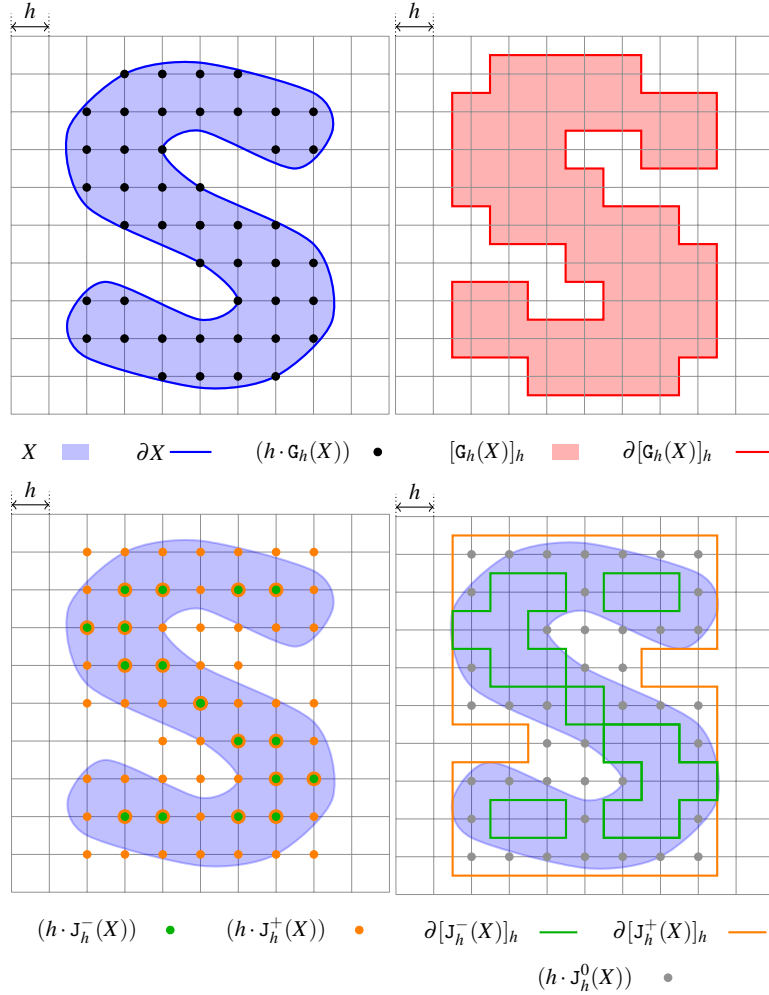 h h
X ∂X (h · G_h(X)) [G_h(X)]_h ∂[G_h(X)]_h
h h
(h · J_h^−(X)) (h · J_h^+(X)) ∂[J_h^−(X)]_h ∂[J_h^+(X)]_h
(h · J_h^0(X))